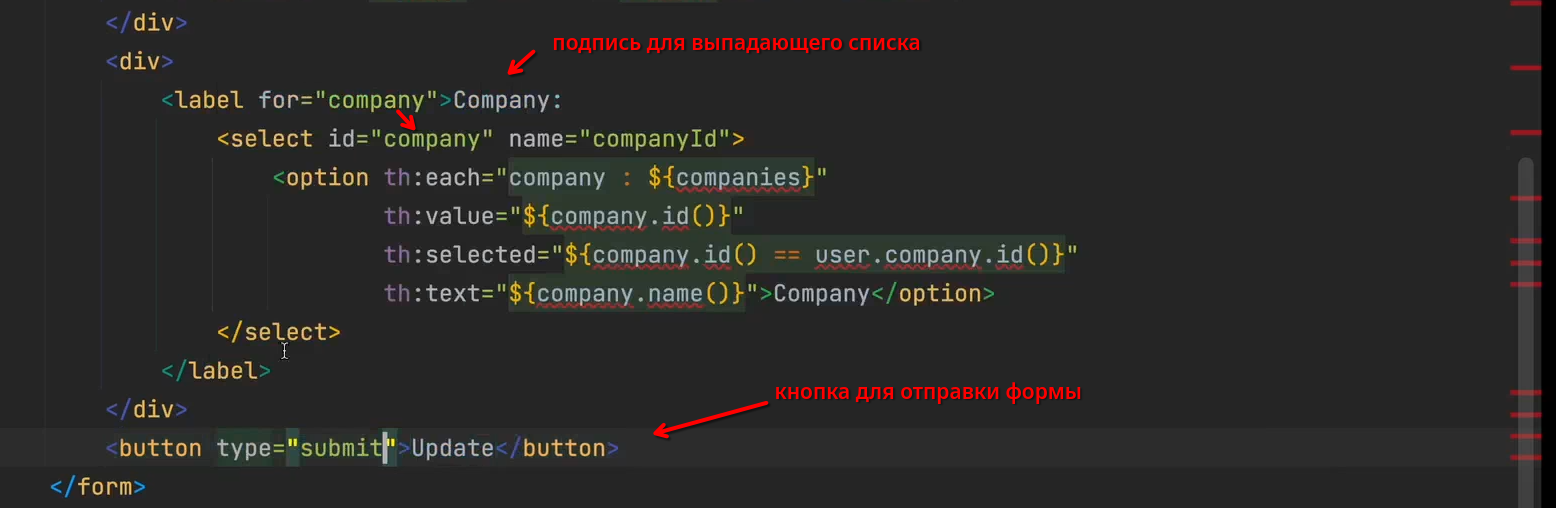 </div>
подпись для выпадающего списка
<div>
<label for="company">Company:
<select id="company" name="companyId">
<option th:each="company : ${companies}"
th:value="${company.id()}"
th:selected="${company.id() == user.company.id()}"
th:text="${company.name()}">Company</option>
</select>
</label>
кнопка для отправки формы
</div>
<button type="submit">Update</button>
</form>